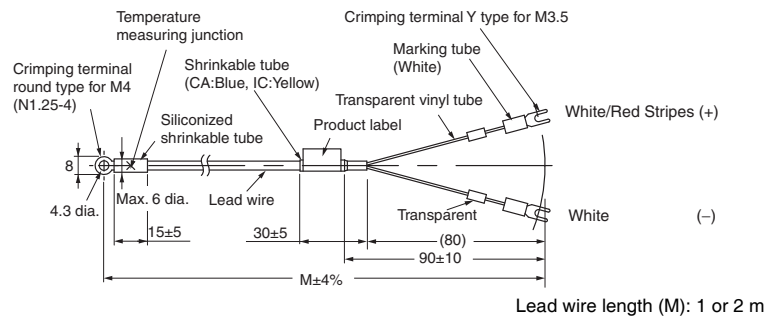 Temperature
measuring junction
Crimping terminal Y type for M3.5
Marking tube
(White)
Crimping terminal
round type for M4
(N1.25-4)
Shrinkable tube
(CA:Blue, IC:Yellow)
Transparent vinyl tube
White/Red Stripes (+)
Siliconized
shrinkable tube
Product label
8
4.3 dia.
Max. 6 dia.
Lead wire
Transparent
White (−)
15±5
30±5
(80)
90±10
M±4%
Lead wire length (M): 1 or 2 m